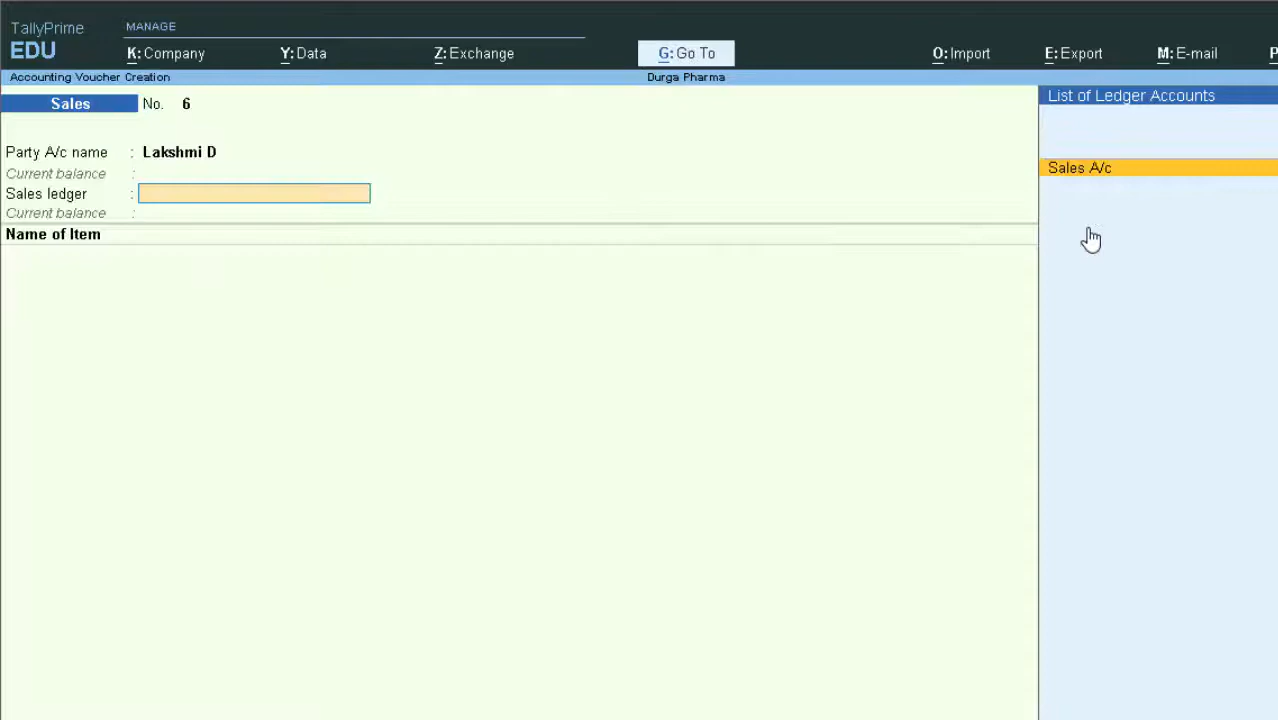 TallyPrime
MANAGE
EDU
K:Company
Y:Data
Z:Exchange
G:Go To
O:Import
E:Export
M:E-mail
P
Accounting Voucher Creation
Durga Pharma
Sales
No. 6
List of Ledger Accounts
Party A/c name : Lakshmi D
Current balance :
Sales A/c
Sales ledger :
Current balance :
Name of Item